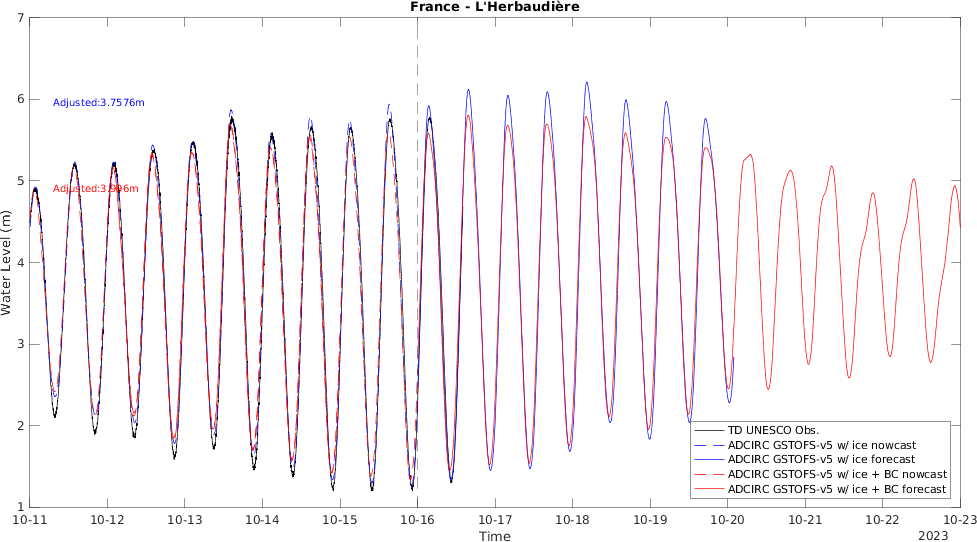 France - L'Herbaudière
7
6
5
4
3
2
1
Water Level (m)
Adjusted:3.7576m
Adjusted:3.996m
TD UNESCO Obs.
ADCIRC GSTOFS-v5 w/ ice nowcast
ADCIRC GSTOFS-v5 w/ ice forecast
ADCIRC GSTOFS-v5 w/ ice + BC nowcast
ADCIRC GSTOFS-v5 w/ ice + BC forecast
10-11 10-12 10-13 10-14 10-15 10-16 10-17 10-18 10-19 10-20 10-21 10-22 10-23
Time
2023